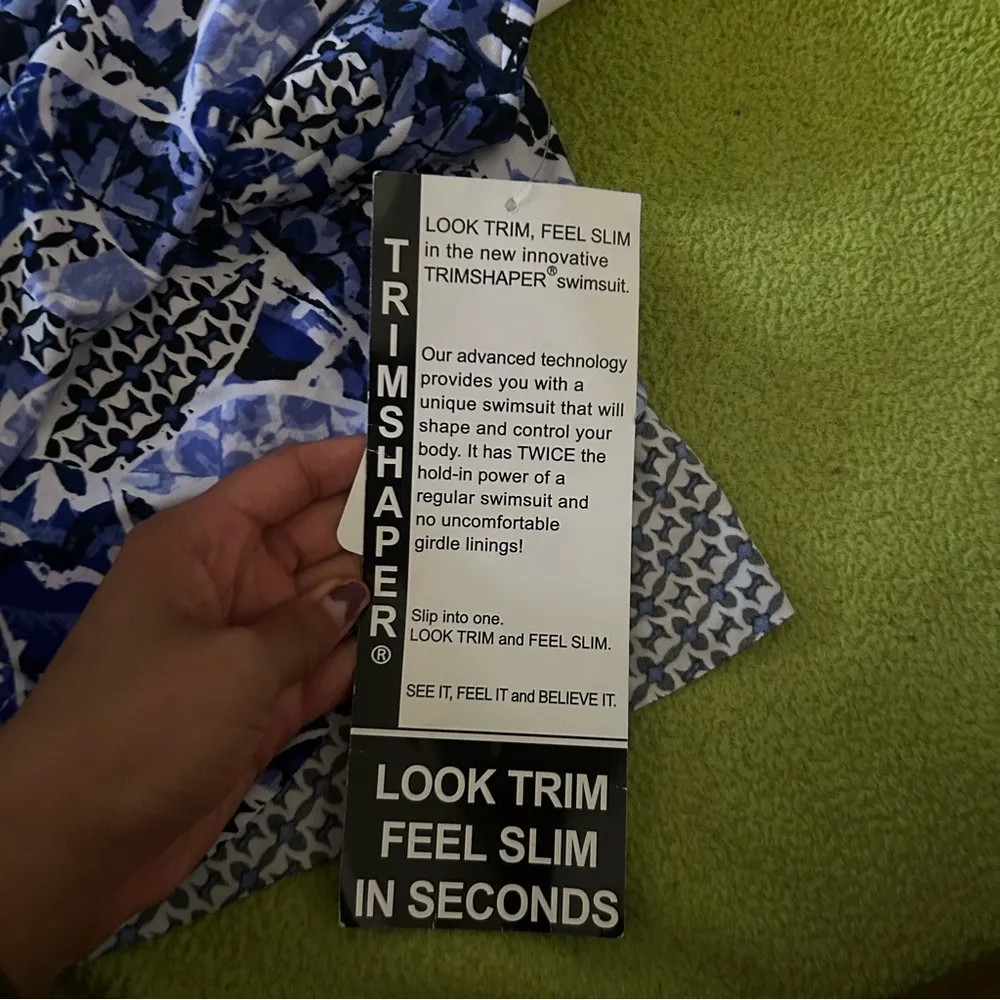 TRIMSHAPER®
LOOK TRIM, FEEL SLIM
in the new innovative
TRIMSHAPER® swimsuit.
Our advanced technology
provides you with a
unique swimsuit that will
shape and control your
body. It has TWICE the
hold-in power of a
regular swimsuit and
no uncomfortable
girdle linings!
Slip into one.
LOOK TRIM and FEEL SLIM.
SEE IT, FEEL IT and BELIEVE IT.
LOOK TRIM
FEEL SLIM
IN SECONDS